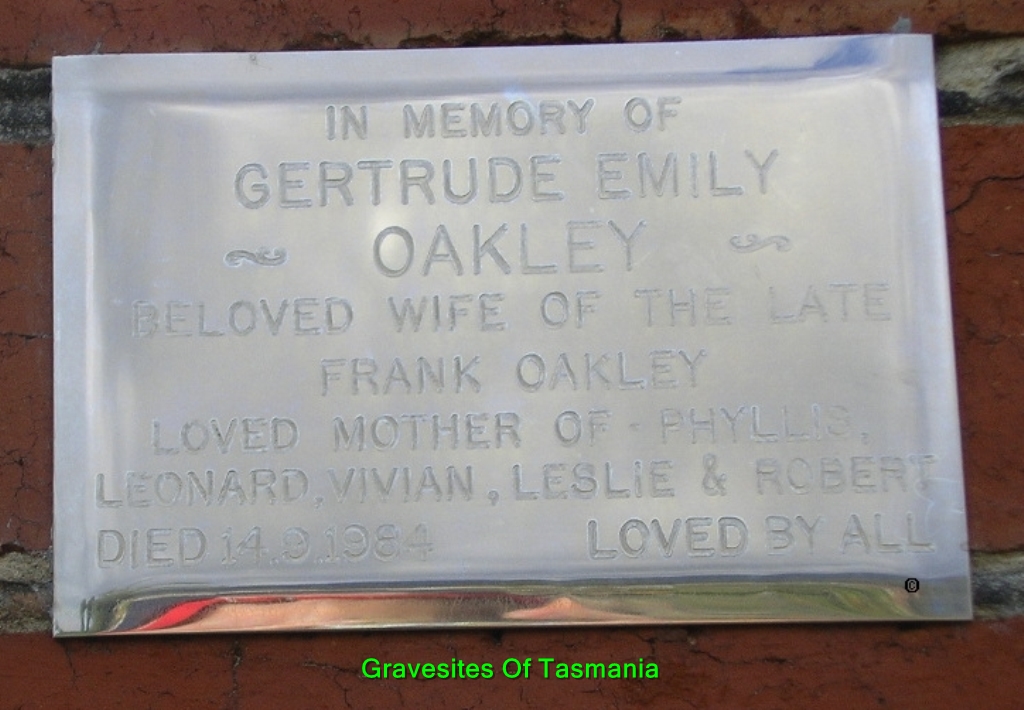 IN MEMORY OF
GERTRUDE EMILY
~ OAKLEY ~
BELOVED WIFE OF THE LATE
FRANK OAKLEY
LOVED MOTHER OF - PHYLLIS,
LEONARD, VIVIAN, LESLIE & ROBERT
DIED 14.9.1984 LOVED BY ALL
©
Gravesites Of Tasmania